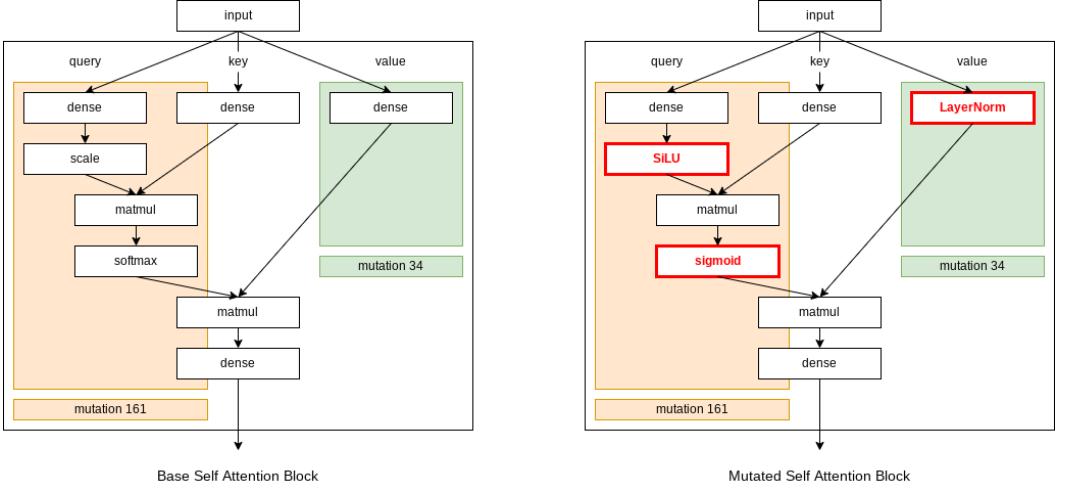 input
query key value
dense dense dense
scale
matmul
softmax
mutation 34
matmul
dense
mutation 161
Base Self Attention Block
input
query key value
dense dense LayerNorm
SiLU
matmul
sigmoid
mutation 34
matmul
dense
mutation 161
Mutated Self Attention Block